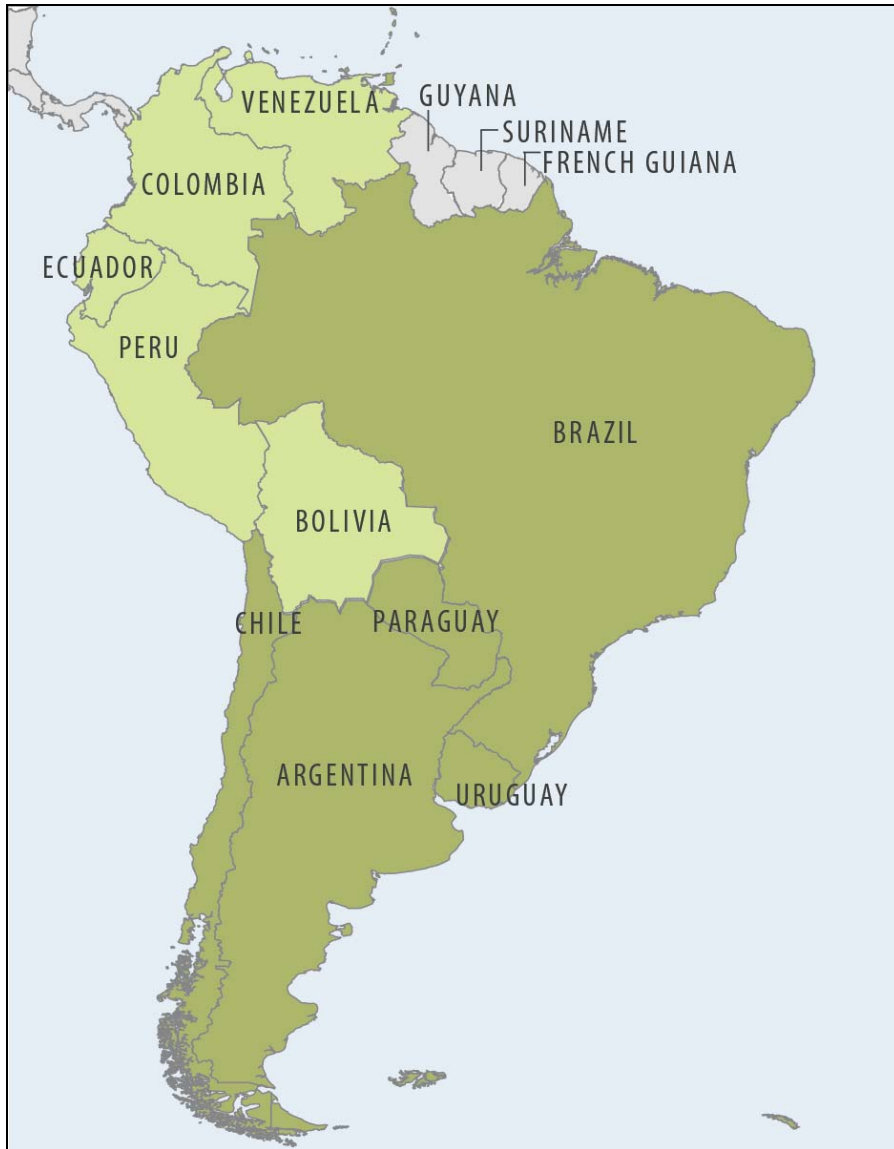 VENEZUELA
GUYANA
SURINAME
FRENCH GUIANA
COLOMBIA
ECUADOR
PERU
BRAZIL
BOLIVIA
CHILE
PARAGUAY
ARGENTINA
URUGUAY